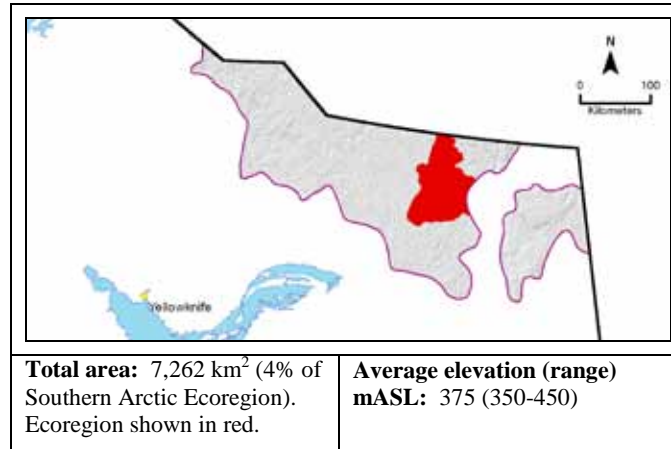 N
0 100
Kilometers
Yellowknife
Total area: 7,262 km² (4% of
Southern Arctic Ecoregion).
Ecoregion shown in red.
Average elevation (range)
mASL: 375 (350-450)